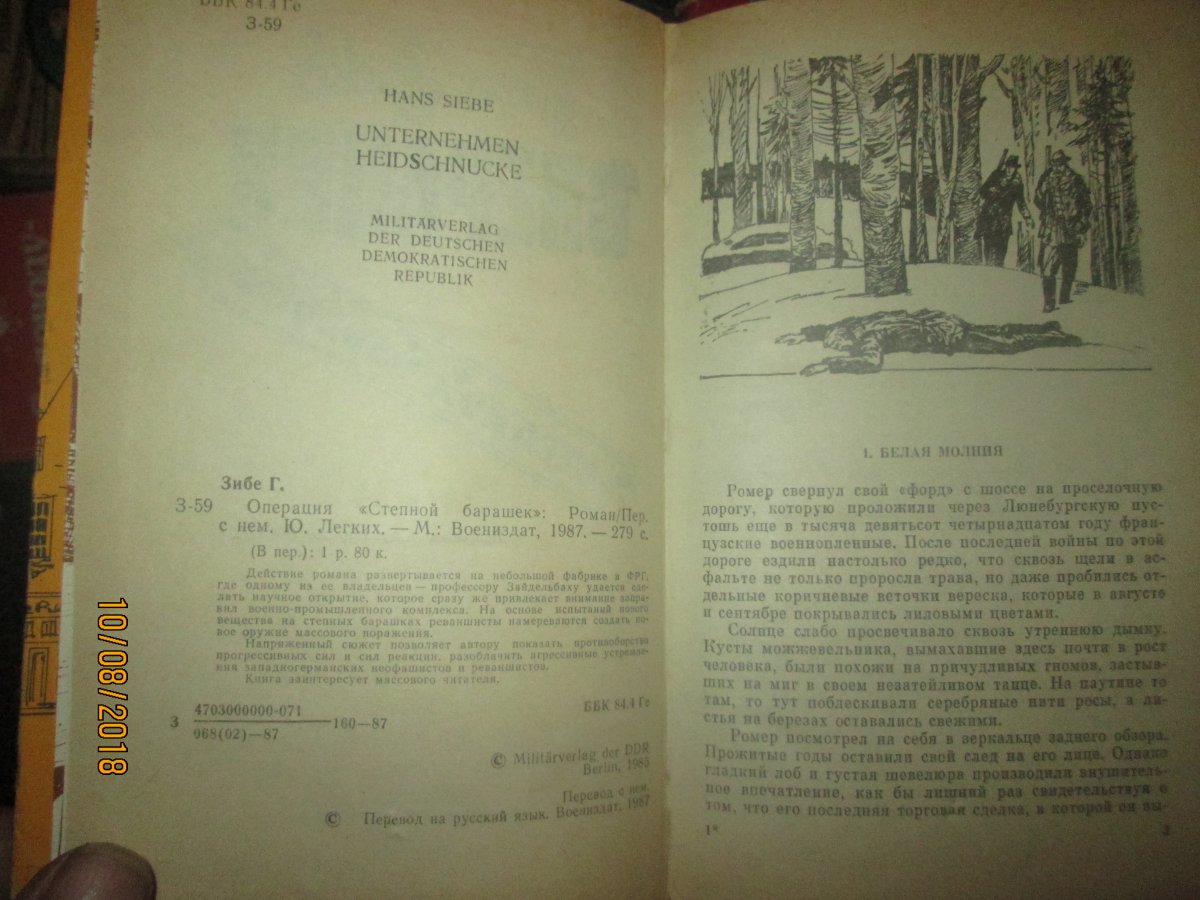 ББК 84.4 Ге
З-59
HANS SIEBE
UNTERNEHMEN
HEIDSCHNUCKE
MILITÄRVERLAG
DER DEUTSCHEN
DEMOKRATISCHEN
REPUBLIK
Зибе Г.
З-59 Операция «Степной барашек»: Роман/Пер.
с нем. Ю. Легких. — М.: Воениздат, 1987. — 279 с.
(В пер.): 1 р. 80 к.
Действие романа развертывается на небольшой фабрике в ФРГ,
где одному из ее владельцев — профессору Зайдельбаху удается сде-
лать научное открытие, которое сразу же привлекает внимание запра-
вил военно-промышленного комплекса. На основе испытаний нового
вещества на степных барашках реваншисты намереваются создать но-
вое оружие массового поражения.
Напряженный сюжет позволяет автору показать противоборство
прогрессивных сил и сил реакции, разоблачить агрессивные устремле-
ния западногерманских неофашистов и реваншистов.
Книга заинтересует массового читателя.
З 4703000000-071
068(02)—87
160—87
ББК 84.4 Ге
© Militärverlag der DDR
Berlin, 1985
Перевод с нем.
© Перевод на русский язык. Воениздат, 1987
1. БЕЛАЯ МОЛНИЯ
Ромер свернул свой «форд» с шоссе на проселочную
дорогу, которую проложили через Люнебургскую пус-
тошь еще в тысяча девятьсот четырнадцатом году фран-
цузские военнопленные. После последней войны по этой
дороге ездили настолько редко, что сквозь щели в ас-
фальте не только проросла трава, но даже пробились от-
дельные коричневые веточки вереска, которые в августе
и сентябре покрывались лиловыми цветами.
Солнце слабо просвечивало сквозь утреннюю дымку.
Кусты можжевельника, вымахавшие здесь почти в рост
человека, были похожи на причудливых гномов, застыв-
ших на миг в своем незатейливом танце. На паутине то
там, то тут поблескивали серебряные нити росы, а ли-
стья на березах оставались свежими.
Ромер посмотрел на себя в зеркальце заднего обзора.
Прожитые годы оставили свой след на его лице. Однако
гладкий лоб и густая шевелюра производили внушитель-
ное впечатление, как бы лишний раз свидетельствуя о
том, что его последняя торговая сделка, в которой он вы-
1*
3
10/08/2018